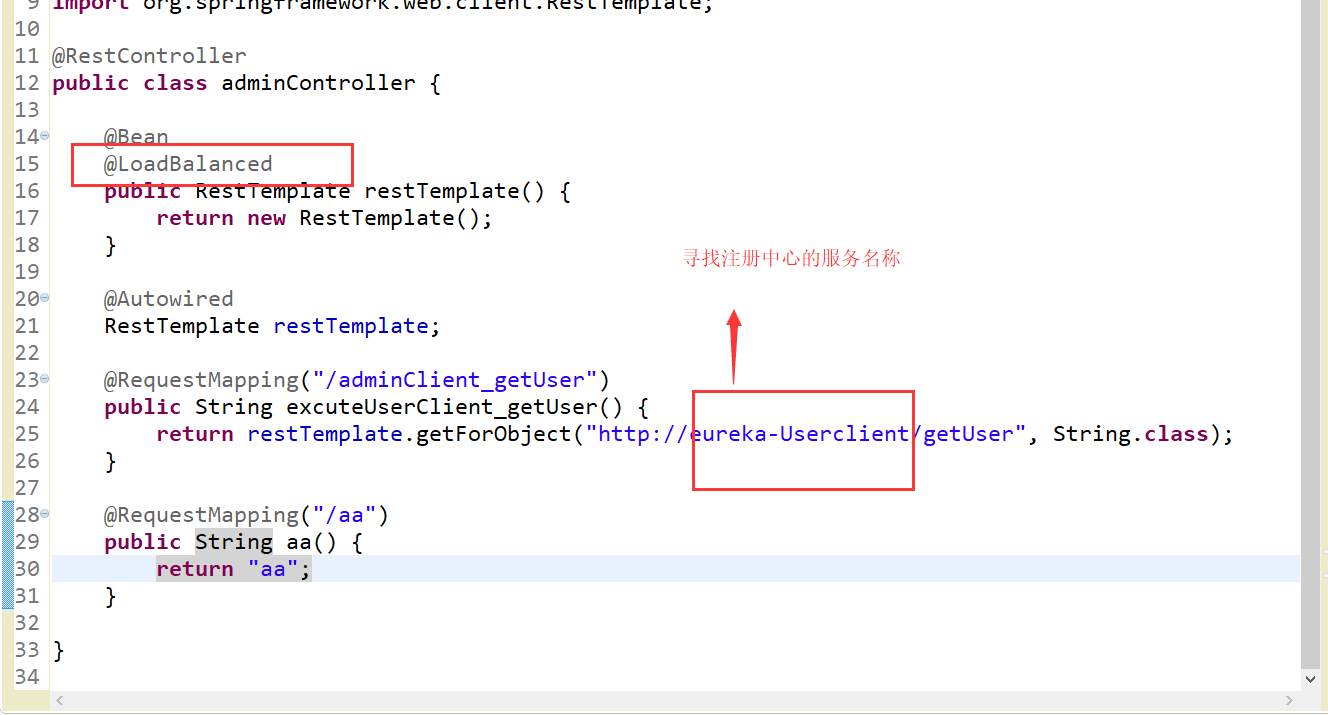 9 import org.springframework.web.client.RestTemplate;
10
11 @RestController
12 public class adminController {
13
14 @Bean
15 @LoadBalanced
16 public RestTemplate restTemplate() {
17 return new RestTemplate();
18 }
寻找注册中心的服务名称
19
20 @Autowired
21 RestTemplate restTemplate;
22
23 @RequestMapping("/adminClient_getUser")
24 public String excuteUserClient_getUser() {
25 return restTemplate.getForObject("http://eureka-Userclient/getUser", String.class);
26 }
27
28 @RequestMapping("/aa")
29 public String aa() {
30 return "aa";
31 }
32
33 }
34